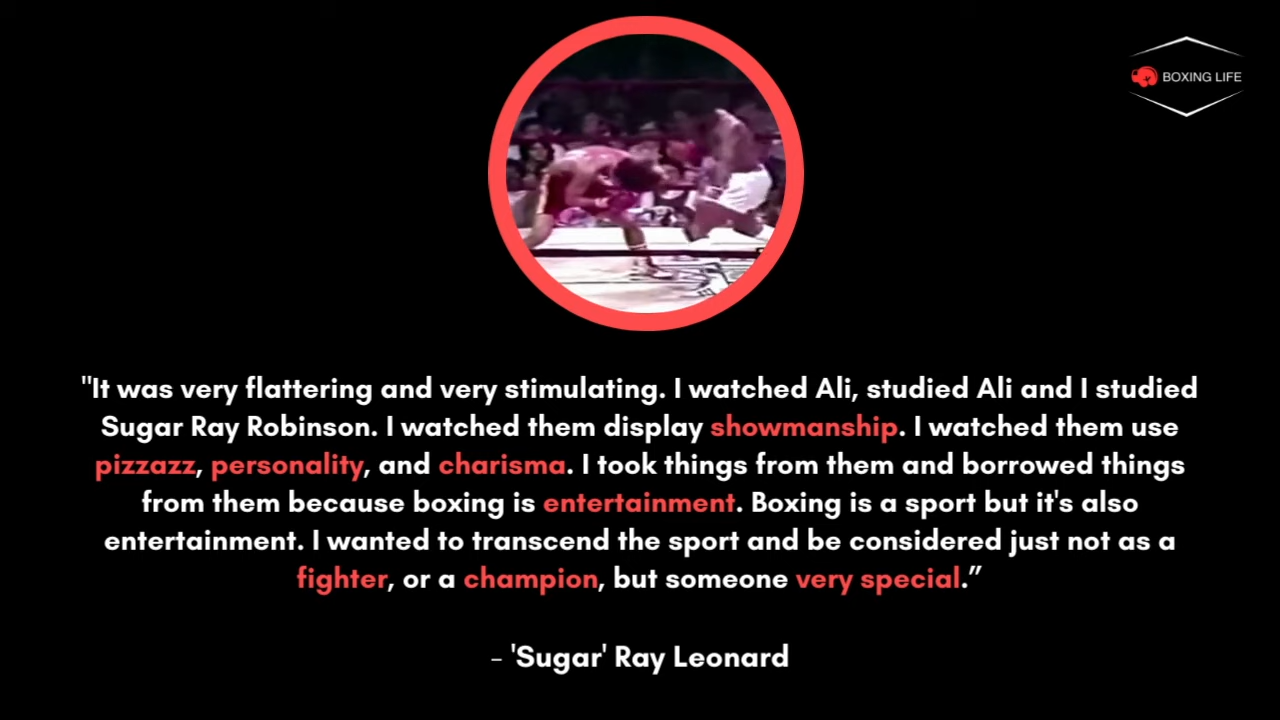 BOXING LIFE
"It was very flattering and very stimulating. I watched Ali, studied Ali and I studied
Sugar Ray Robinson. I watched them display showmanship. I watched them use
pizzazz, personality, and charisma. I took things from them and borrowed things
from them because boxing is entertainment. Boxing is a sport but it's also
entertainment. I wanted to transcend the sport and be considered just not as a
fighter, or a champion, but someone very special.”
- 'Sugar' Ray Leonard